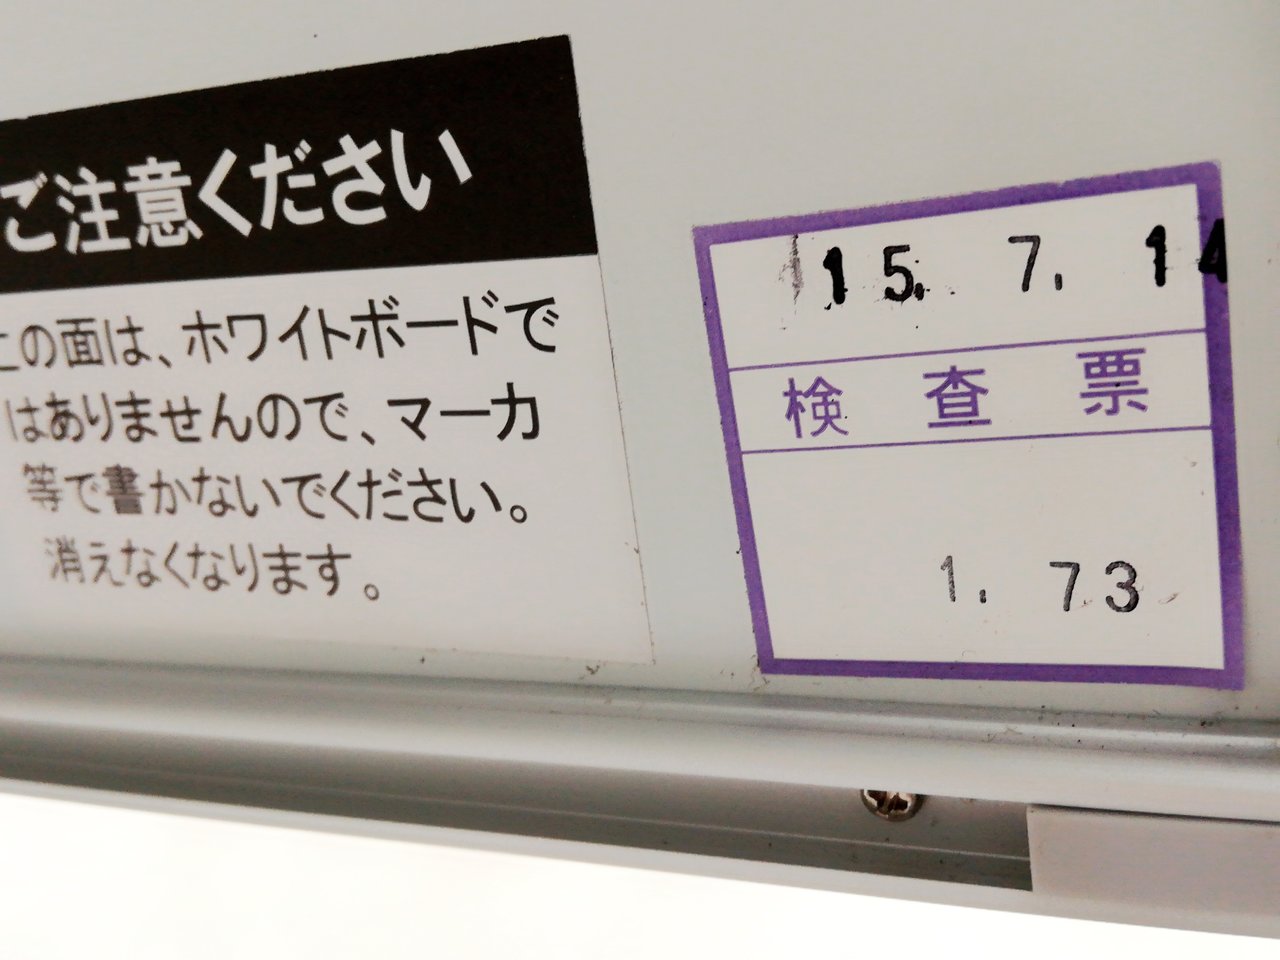 ご注意ください
この面は、ホワイトボードで
はありませんので、マーカ
等で書かないでください。
消えなくなります。
15. 7. 14
検査票
1. 73